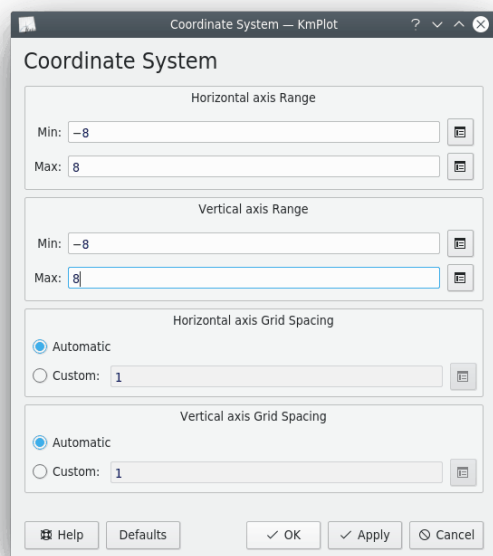 Coordinate System — KmPlot
Coordinate System
Horizontal axis Range
Min: −8
Max: 8
Vertical axis Range
Min: −8
Max: 8
Horizontal axis Grid Spacing
Automatic
Custom: 1
Vertical axis Grid Spacing
Automatic
Custom: 1
Help Defaults OK Apply Cancel